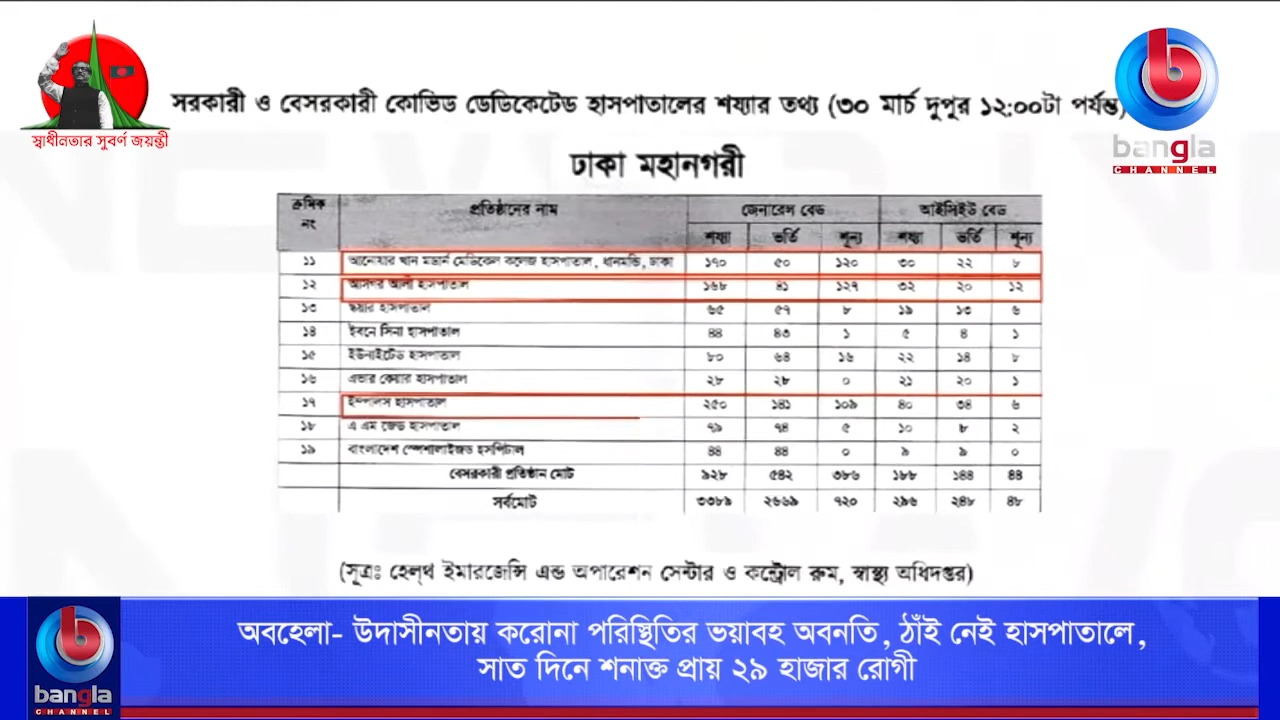 স্বাধীনতার সুবর্ণ জয়ন্তী
সরকারী ও বেসরকারী কোভিড ডেডিকেটেড হাসপাতালের শয্যার তথ্য (৩০ মার্চ দুপুর ১২:০০টা পর্যন্ত)
bangla
CHANNEL
ঢাকা মহানগরী
ক্রমিক নং প্রতিষ্ঠানের নাম জেনারেল বেড আইসিইউ বেড
শয্যা ভর্তি শূন্য শয্যা ভর্তি শূন্য
১১ আনোয়ার খান মডার্ন মেডিকেল কলেজ হাসপাতাল, ধানমন্ডি, ঢাকা ১৭০ ৫০ ১২০ ৩০ ২২ ৮
১২ আসগর আলী হাসপাতাল ১৬৮ ৪১ ১২৭ ৩২ ২০ ১২
১৩ স্কয়ার হাসপাতাল ৬৫ ৫৭ ৮ ১৯ ১৩ ৬
১৪ ইবনে সিনা হাসপাতাল ৪৪ ৪৩ ১ ৫ ৪ ১
১৫ ইউনাইটেড হাসপাতাল ৮০ ৬৪ ১৬ ২২ ১৪ ৮
১৬ এভার কেয়ার হাসপাতাল ২৮ ২৮ ০ ২১ ২০ ১
১৭ ইম্পালস হাসপাতাল ২৫০ ১৪১ ১০৯ ৪০ ৩৪ ৬
১৮ এ এম জেড হাসপাতাল ৭৯ ৭৪ ৫ ১০ ৮ ২
১৯ বাংলাদেশ স্পেশালাইজড হসপিটাল ৪৪ ৪৪ ০ ৯ ৯ ০
বেসরকারী প্রতিষ্ঠান মোট ৯২৮ ৫৪২ ৩৮৬ ১৮৮ ১৪৪ ৪৪
সর্বমোট ৩৩৮৯ ২৬৬৯ ৭২০ ২৯৬ ২৪৮ ৪৮
(সূত্রঃ হেল্থ ইমারজেন্সি এন্ড অপারেশন সেন্টার ও কন্ট্রোল রুম, স্বাস্থ্য অধিদপ্তর)
অবহেলা- উদাসীনতায় করোনা পরিস্থিতির ভয়াবহ অবনতি, ঠাঁই নেই হাসপাতালে,
সাত দিনে শনাক্ত প্রায় ২৯ হাজার রোগী
bangla
CHANNEL